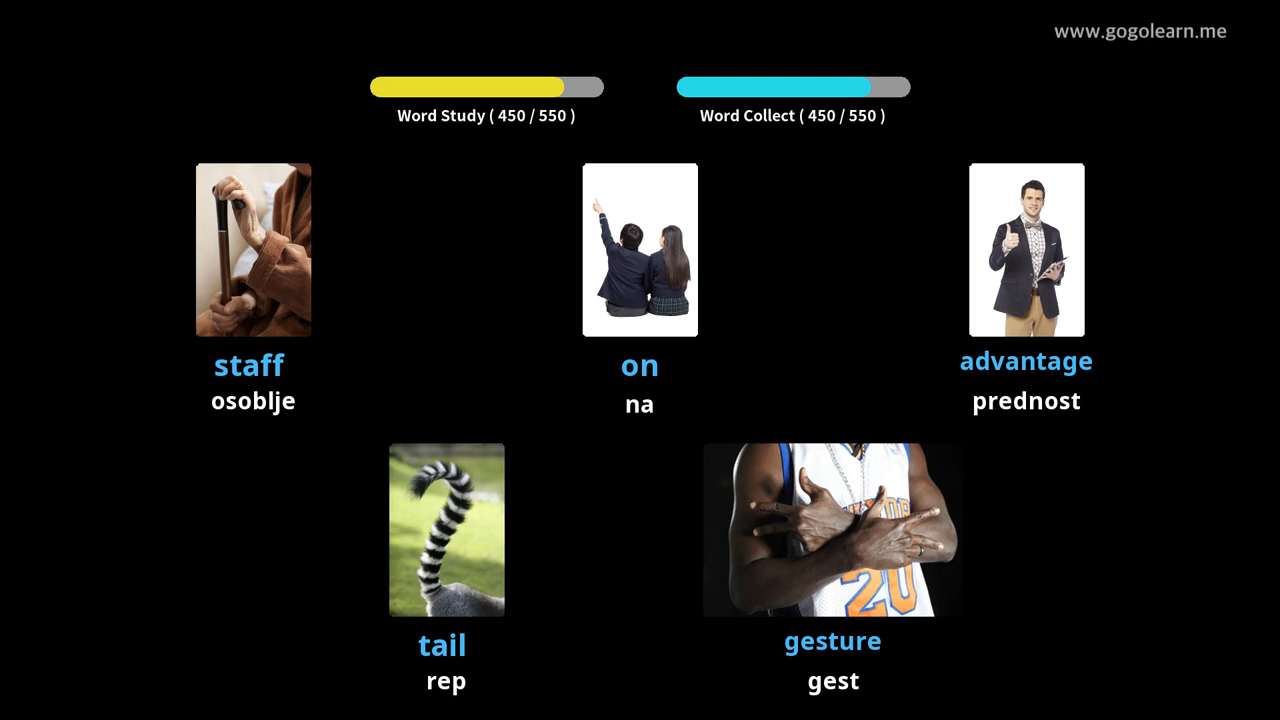 www.gogolearn.me
Word Study ( 450 / 550 )
Word Collect ( 450 / 550 )
staff
osoblje
on
na
advantage
prednost
tail
rep
gesture
gest
20